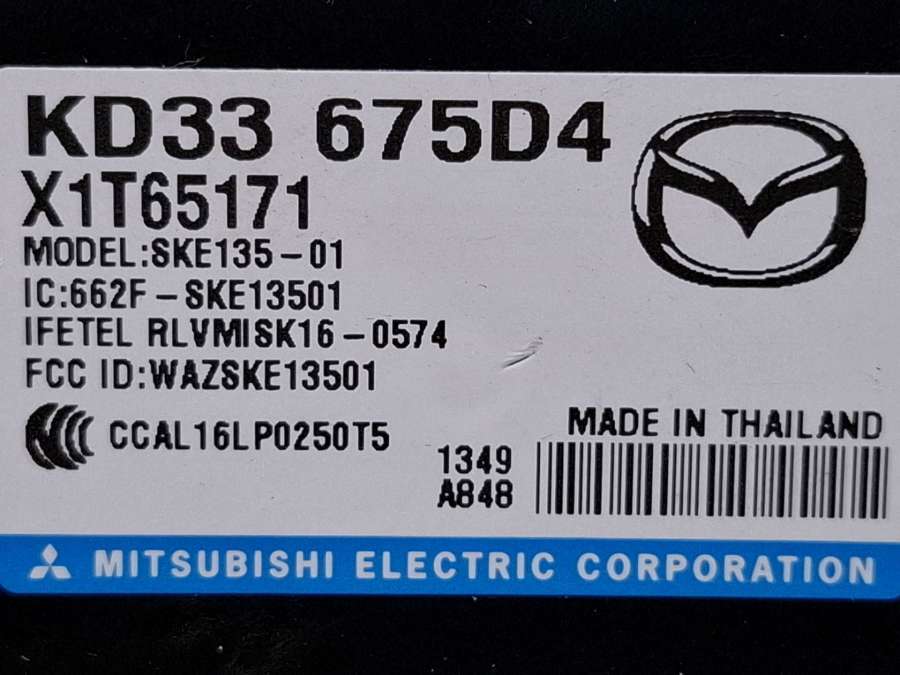 KD33 675D4
X1T65171
MODEL:SKE135-01
IC:662F-SKE13501
IFETEL RLVMISK16-0574
FCC ID:WAZSKE13501
CCAL16LP0250T5
MADE IN THAILAND
1349
A848
MITSUBISHI ELECTRIC CORPORATION